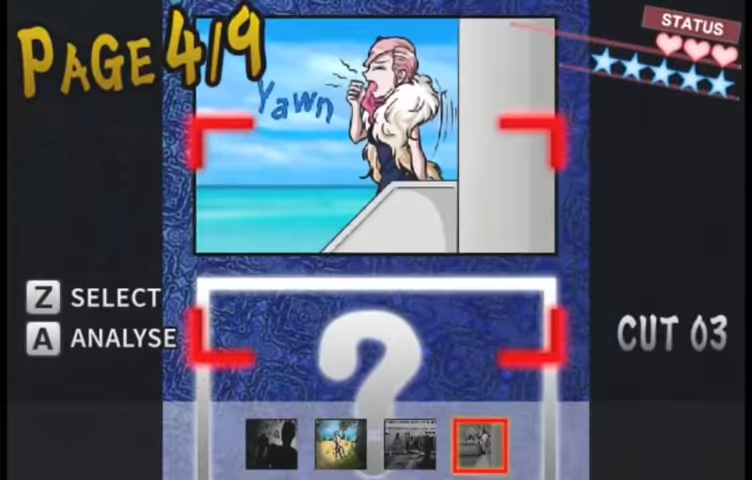 PAGE 4/9
STATUS
Yawn
Z SELECT
A ANALYSE
CUT 03
?